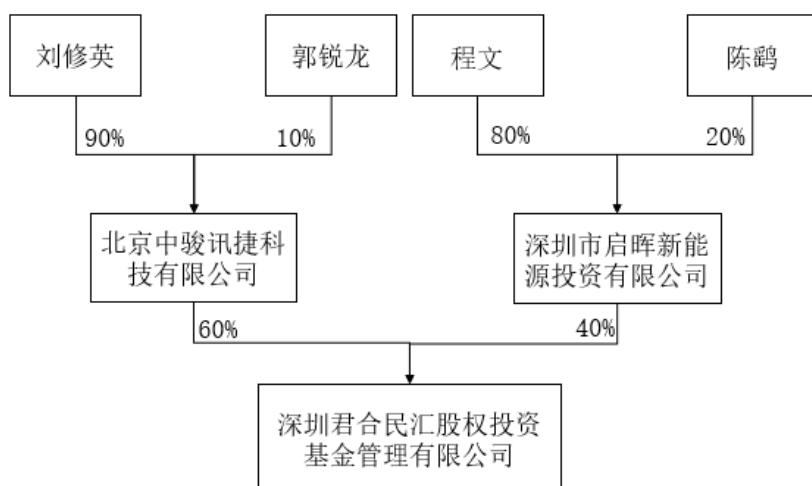 刘修英
郭锐龙
程文
陈鹞
90%
10%
80%
20%
北京中骏讯捷科
技有限公司
深圳市启晖新能
源投资有限公司
60%
40%
深圳君合民汇股权投资
基金管理有限公司